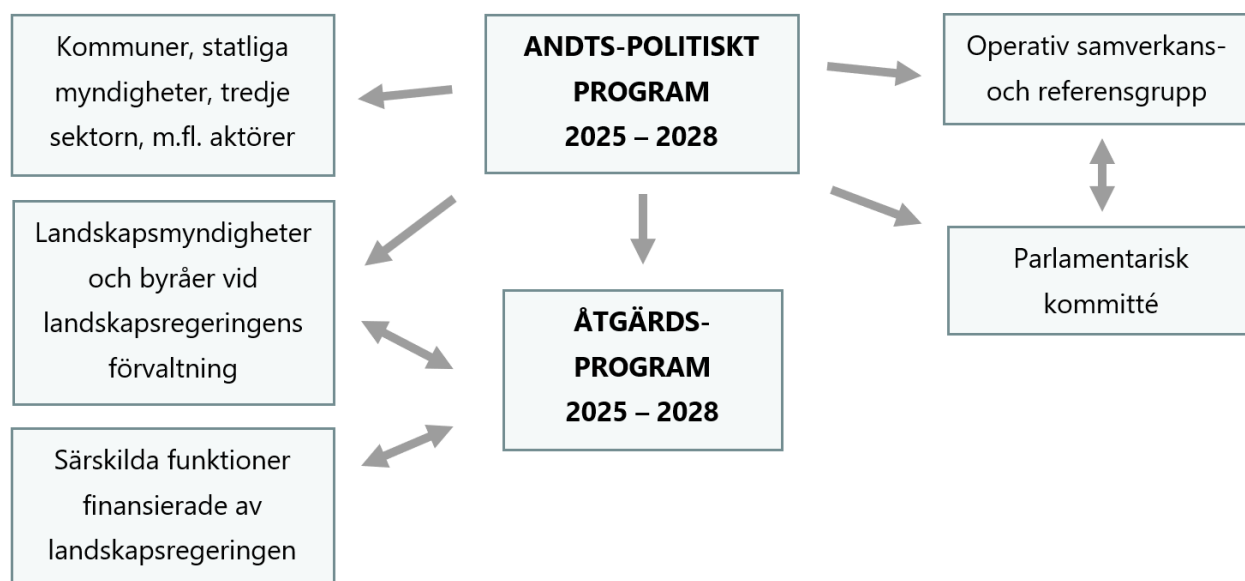 Kommuner, statliga
myndigheter, tredje
sektorn, m.fl. aktörer
ANDTS-POLITISKT
PROGRAM
2025 – 2028
Operativ samverkans-
och referensgrupp
Landskapsmyndigheter
och byråer vid
landskapsregeringens
förvaltning
Parlamentarisk
kommitté
ÅTGÄRDS-
PROGRAM
2025 – 2028
Särskilda funktioner
finansierade av
landskapsregeringen